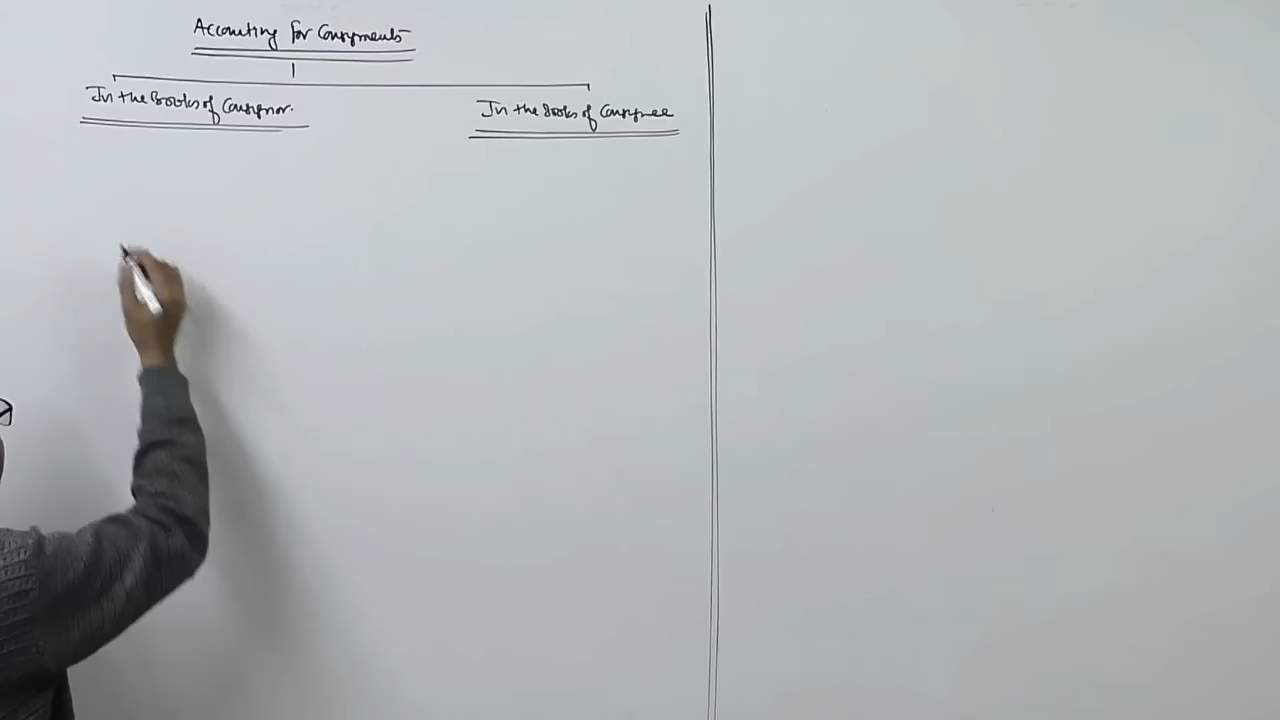 Accounting for Consignments
In the Books of Consignor.
In the Books of Consignee